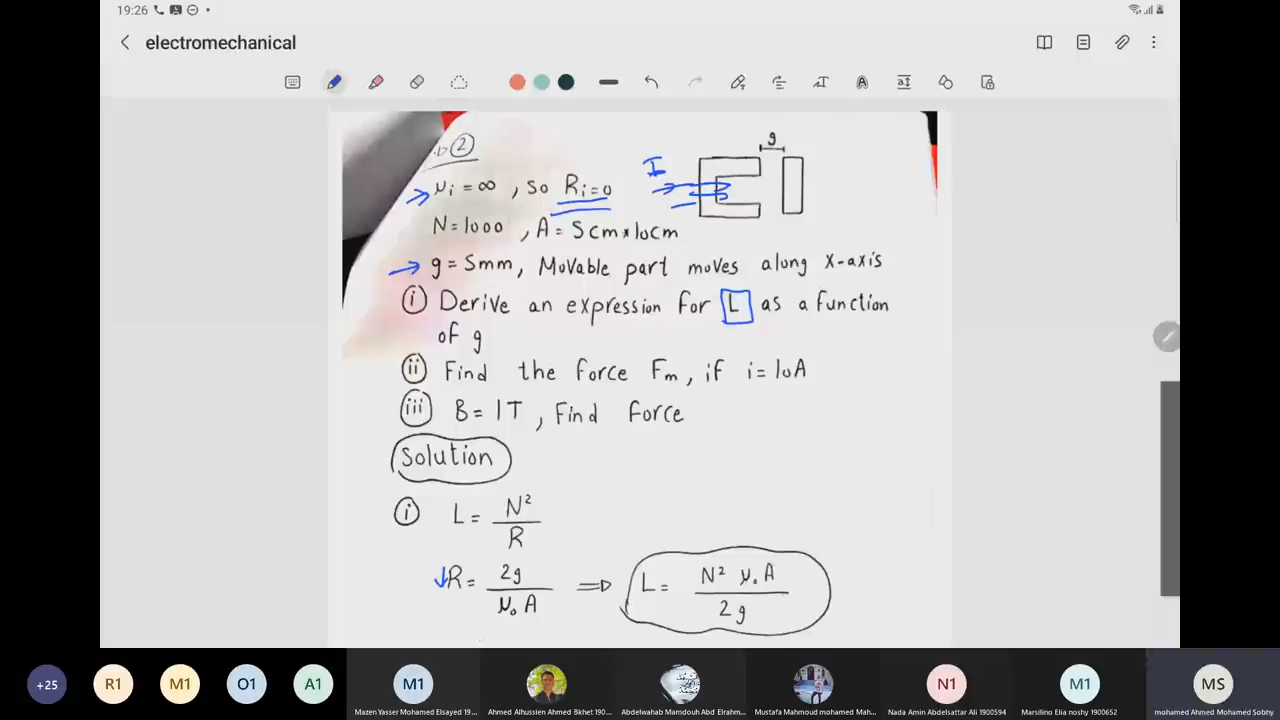 19:26
electromechanical
②
μi = ∞ , so Ri=0
I
g
N=1000 , A = 5cm*10cm
g = 5mm, Movable part moves along x-axis
(i) Derive an expression for L as a function
of g
(ii) Find the force Fm, if i=10A
(iii) B= 1T , Find force
Solution
(i) L = N² / R
↓R = 2g / μ₀ A ⇒ L = N² μ₀ A / 2g
+25 R1 M1 O1 A1 M1 N1 M1 MS
Mazen Yasser Mohamed Elsayed 19... Ahmed Alhussien Ahmed Bkhet 190... Abdelwahab Mamdouh Abd Elrahm... Mustafa Mahmoud mohamed Mah... Nada Amin Abdelsattar Ali 1900594 Marsilino Elia noshy 1900652 mohamed Ahmed Mohamed Sobhy